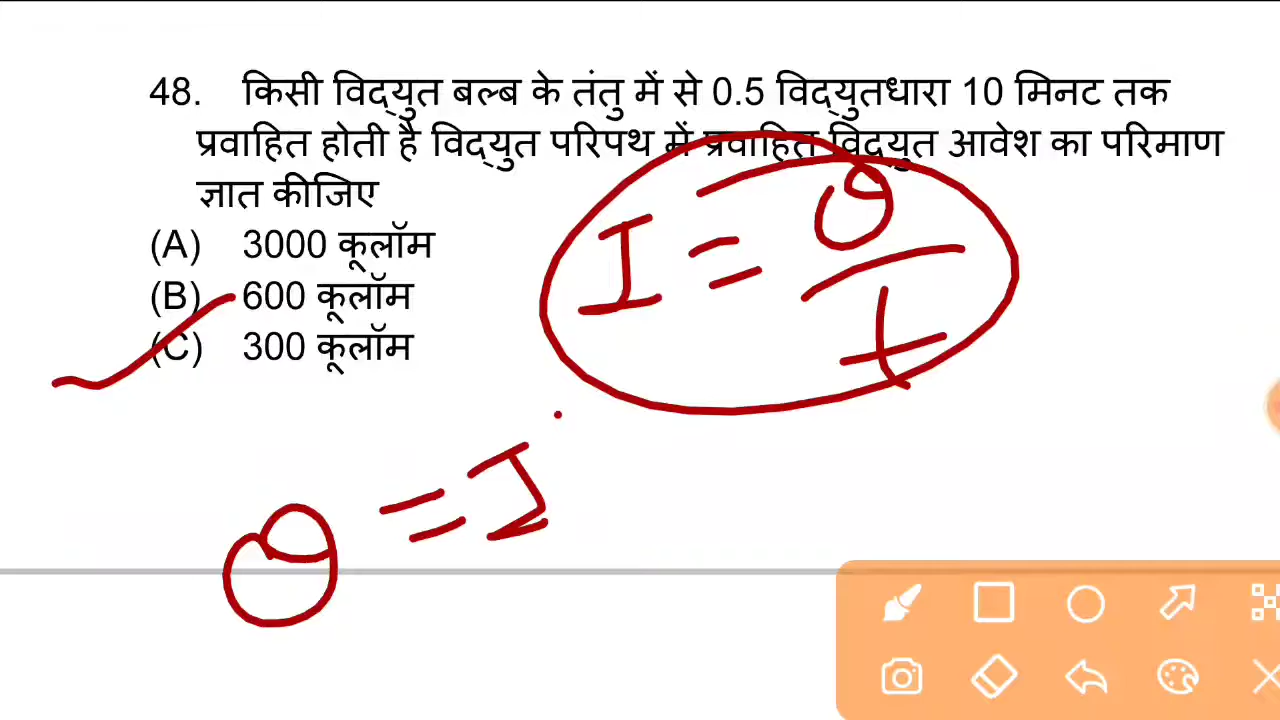 48. किसी विद्युत बल्ब के तंतु में से 0.5 विद्युतधारा 10 मिनट तक
प्रवाहित होती है विद्युत परिपथ में प्रवाहित विद्युत आवेश का परिमाण
ज्ञात कीजिए
(A) 3000 कूलॉम
(B) 600 कूलॉम
(C) 300 कूलॉम
I = Q/t
Q = I